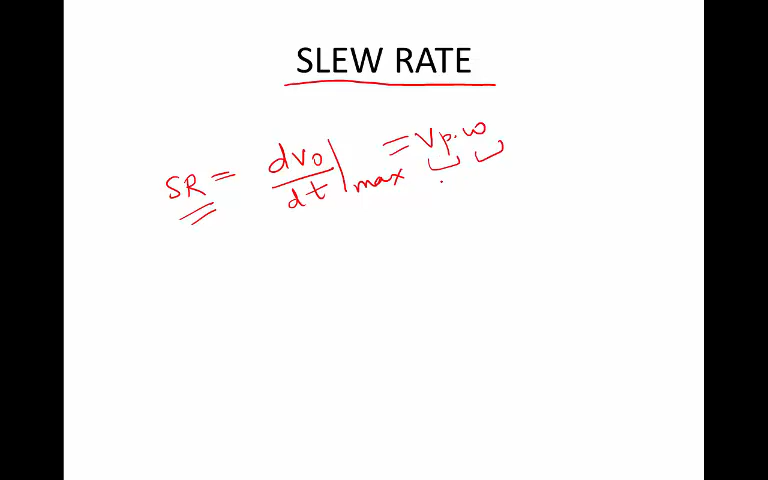 SLEW RATE
SR = dvo/dt|max = Vp.ω